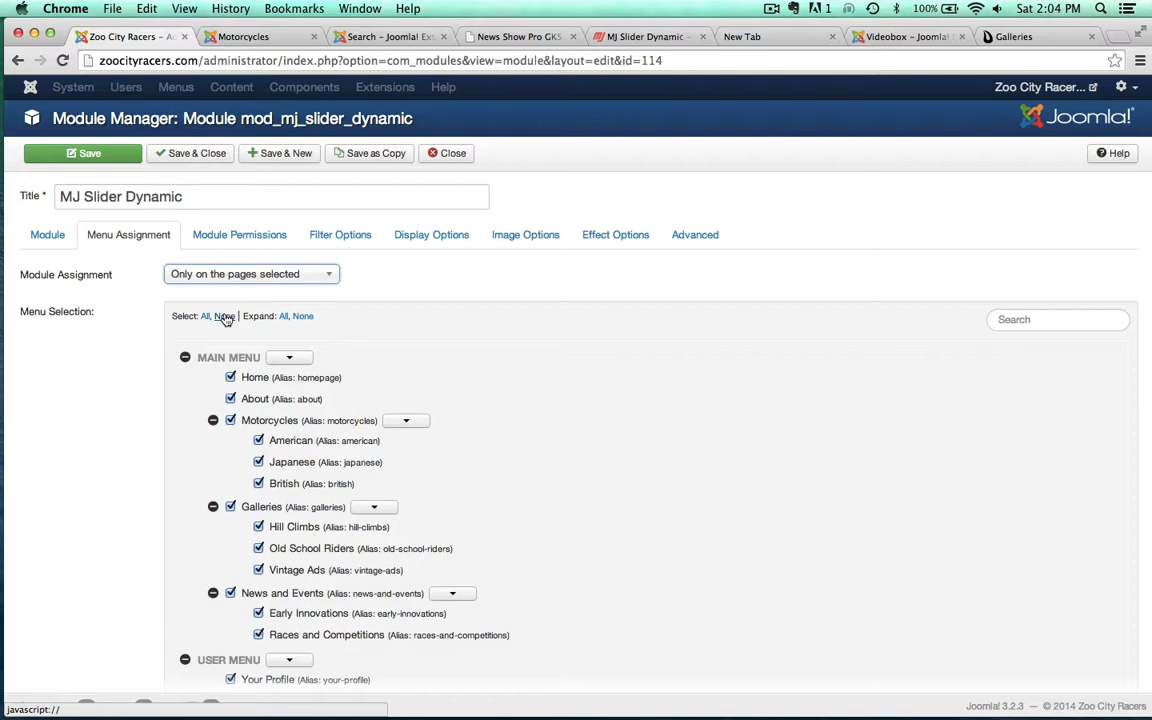 Chrome File Edit View History Bookmarks Window Help 1 100% Sat 2:04 PM
Zoo City Racers - Ad Motorcycles Search - Joomla! Ext News Show Pro GK5 MJ Slider Dynamic - New Tab Videobox - Joomla! Galleries
zoocityracers.com/administrator/index.php?option=com_modules&view=module&layout=edit&id=114
System Users Menus Content Components Extensions Help Zoo City Racer...
Module Manager: Module mod_mj_slider_dynamic Joomla!
Save Save & Close Save & New Save as Copy Close Help
Title * MJ Slider Dynamic
Module Menu Assignment Module Permissions Filter Options Display Options Image Options Effect Options Advanced
Module Assignment Only on the pages selected
Menu Selection: Select: All, None | Expand: All, None Search
MAIN MENU
Home (Alias: homepage)
About (Alias: about)
Motorcycles (Alias: motorcycles)
American (Alias: american)
Japanese (Alias: japanese)
British (Alias: british)
Galleries (Alias: galleries)
Hill Climbs (Alias: hill-climbs)
Old School Riders (Alias: old-school-riders)
Vintage Ads (Alias: vintage-ads)
News and Events (Alias: news-and-events)
Early Innovations (Alias: early-innovations)
Races and Competitions (Alias: races-and-competitions)
USER MENU
Your Profile (Alias: your-profile)
javascript:// Joomla! 3.2.3 — © 2014 Zoo City Racers